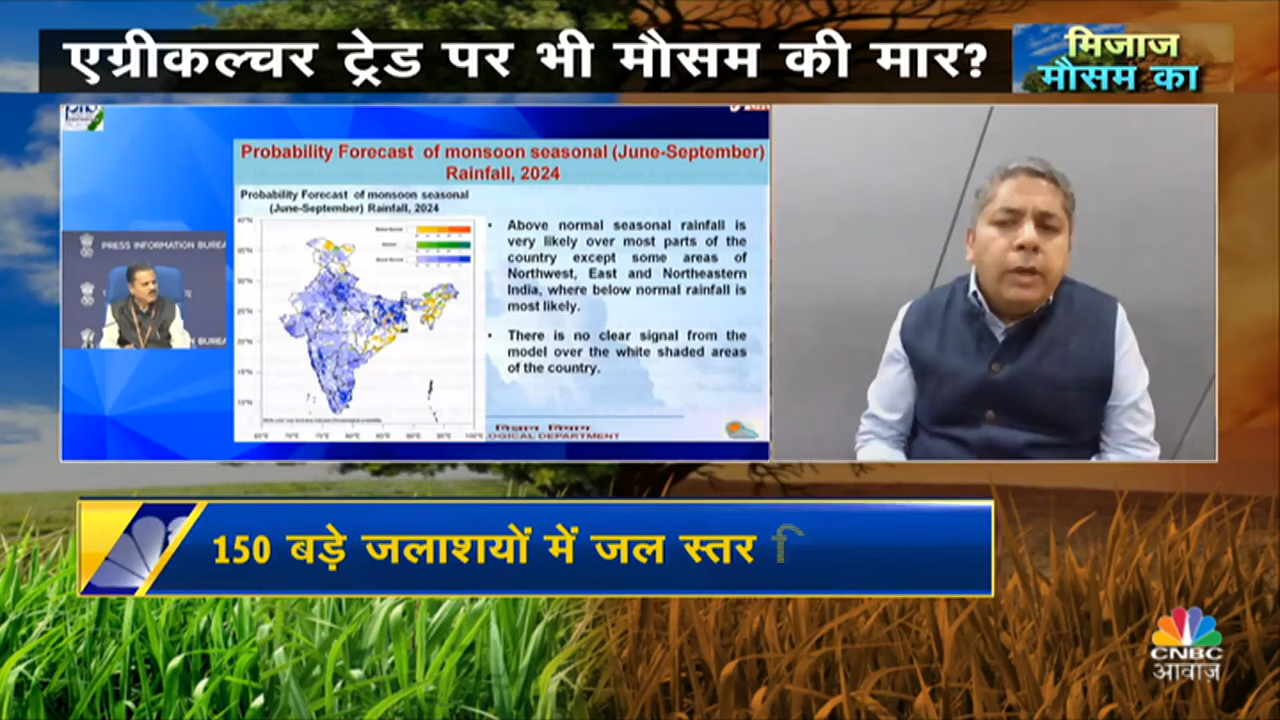 एग्रीकल्चर ट्रेड पर भी मौसम की मार?
मिजाज
मौसम का
Probability Forecast of monsoon seasonal (June-September)
Rainfall, 2024
Probability Forecast of monsoon seasonal
(June-September) Rainfall, 2024
• Above normal seasonal rainfall is
very likely over most parts of the
country except some areas of
Northwest, East and Northeastern
India, where below normal rainfall is
most likely.
• There is no clear signal from the
model over the white shaded areas
of the country.
PRESS INFORMATION BUREA
BUREA
LOGICAL DEPARTMENT
150 बड़े जलाशयों में जल स्तर
CNBC
आवाज़